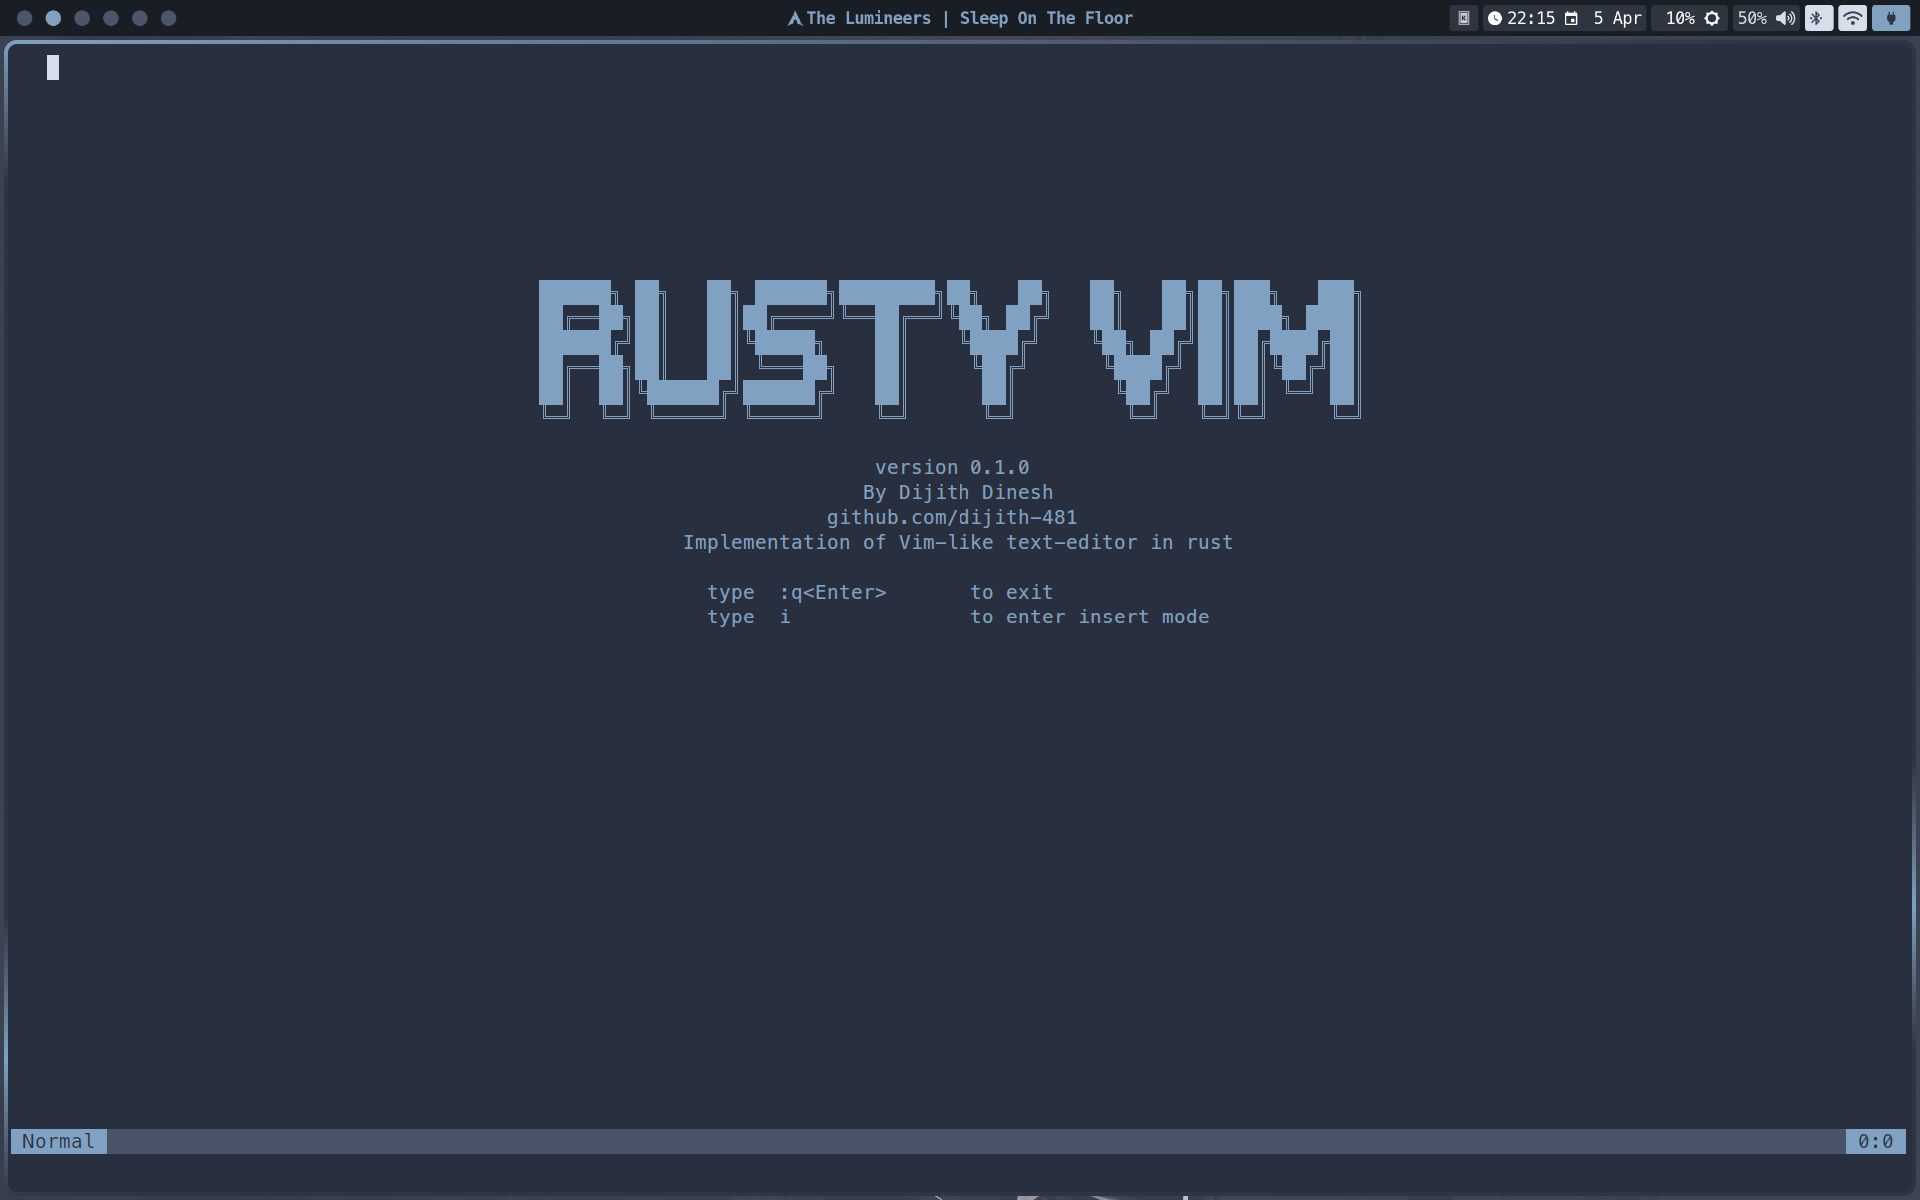 The Lumineers | Sleep On The Floor
22:15 5 Apr 10% 50%
RUSTY VIM
version 0.1.0
By Dijith Dinesh
github.com/dijith-481
Implementation of Vim-like text-editor in rust
type :q<Enter> to exit
type i to enter insert mode
Normal 0:0